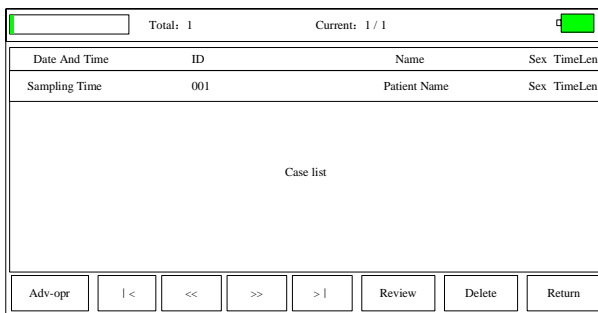 Total：1 Current：1 / 1
Date And Time ID Name Sex TimeLen
Sampling Time 001 Patient Name Sex TimeLen
Case list
Adv-opr |< << >> >| Review Delete Return